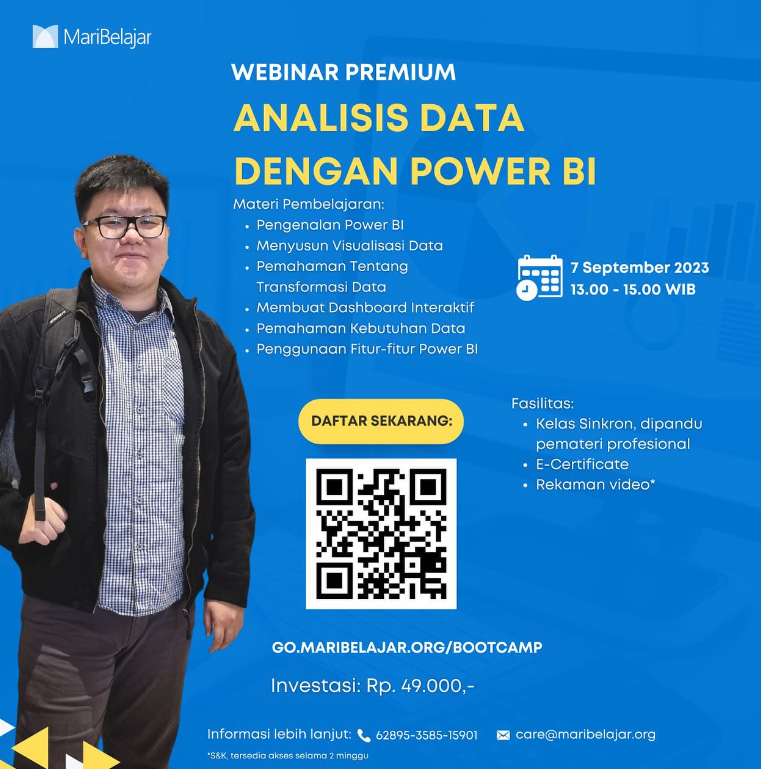 MariBelajar
WEBINAR PREMIUM
ANALISIS DATA
DENGAN POWER BI
Materi Pembelajaran:
• Pengenalan Power BI
• Menyusun Visualisasi Data
• Pemahaman Tentang
Transformasi Data
• Membuat Dashboard Interaktif
• Pemahaman Kebutuhan Data
• Penggunaan Fitur-fitur Power BI
7 September 2023
13.00 - 15.00 WIB
Fasilitas:
• Kelas Sinkron, dipandu
pemateri profesional
• E-Certificate
• Rekaman video*
DAFTAR SEKARANG:
GO.MARIBELAJAR.ORG/BOOTCAMP
Investasi: Rp. 49.000,-
Informasi lebih lanjut: 62895-3585-15901 care@maribelajar.org
*S&K, tersedia akses selama 2 minggu